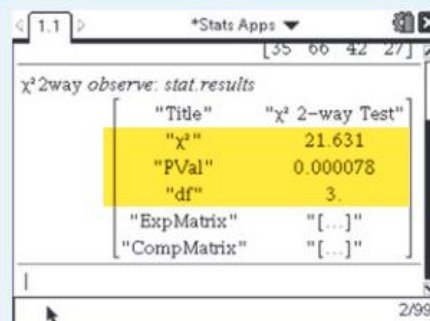 1.1 *Stats Apps
[35 66 42 27]
χ²2way observe: stat.results
"Title" "χ² 2-way Test"
"χ²" 21.631
"PVal" 0.000078
"df" 3.
"ExpMatrix" "[...]"
"CompMatrix" "[...]"
2/99